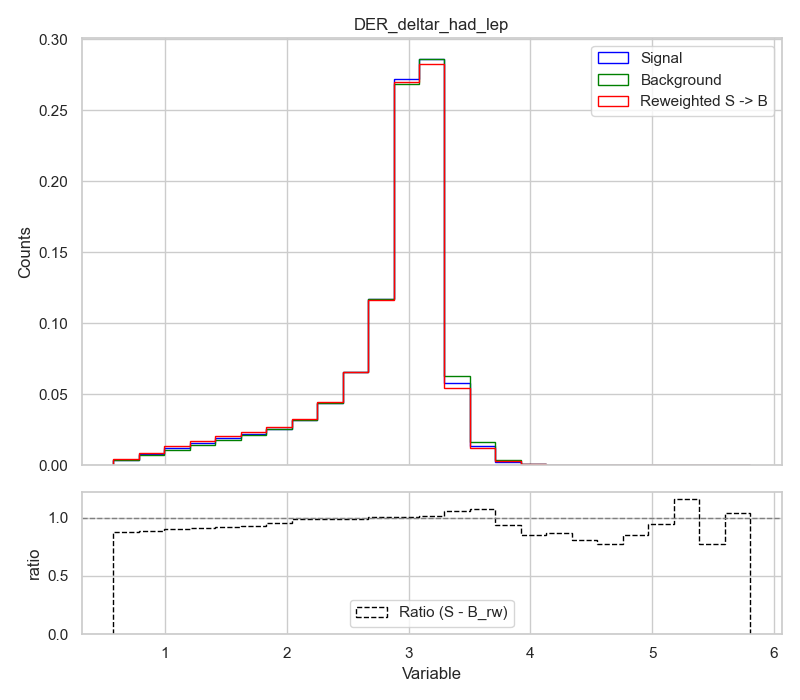 DER_deltar_had_lep
0.30
0.25
0.20
0.15
0.10
0.05
0.00
Counts
Signal
Background
Reweighted S -> B
1.0
0.5
0.0
ratio
Ratio (S - B_rw)
1 2 3 4 5 6
Variable